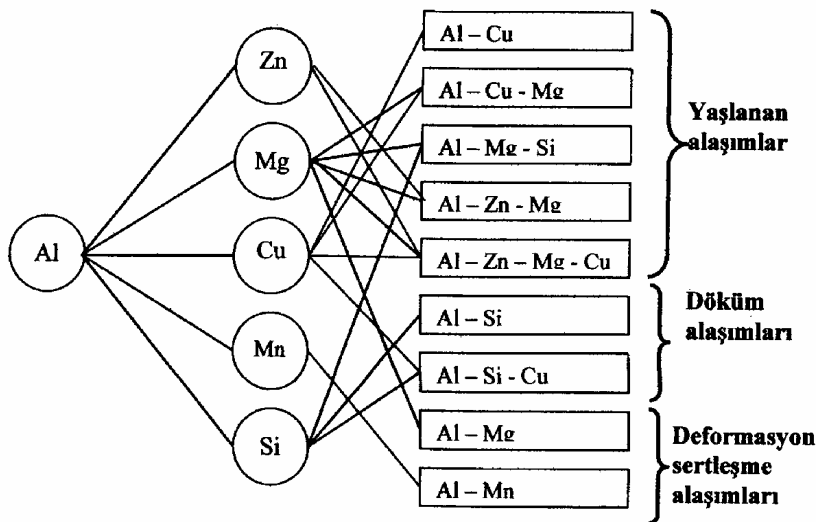 Al
Zn
Mg
Cu
Mn
Si
Al – Cu
Al – Cu - Mg
Al – Mg - Si
Al – Zn - Mg
Al – Zn – Mg - Cu
Al – Si
Al – Si - Cu
Al – Mg
Al – Mn
Yaşlanan
alaşımlar
Döküm
alaşımları
Deformasyon
sertleşme
alaşımları